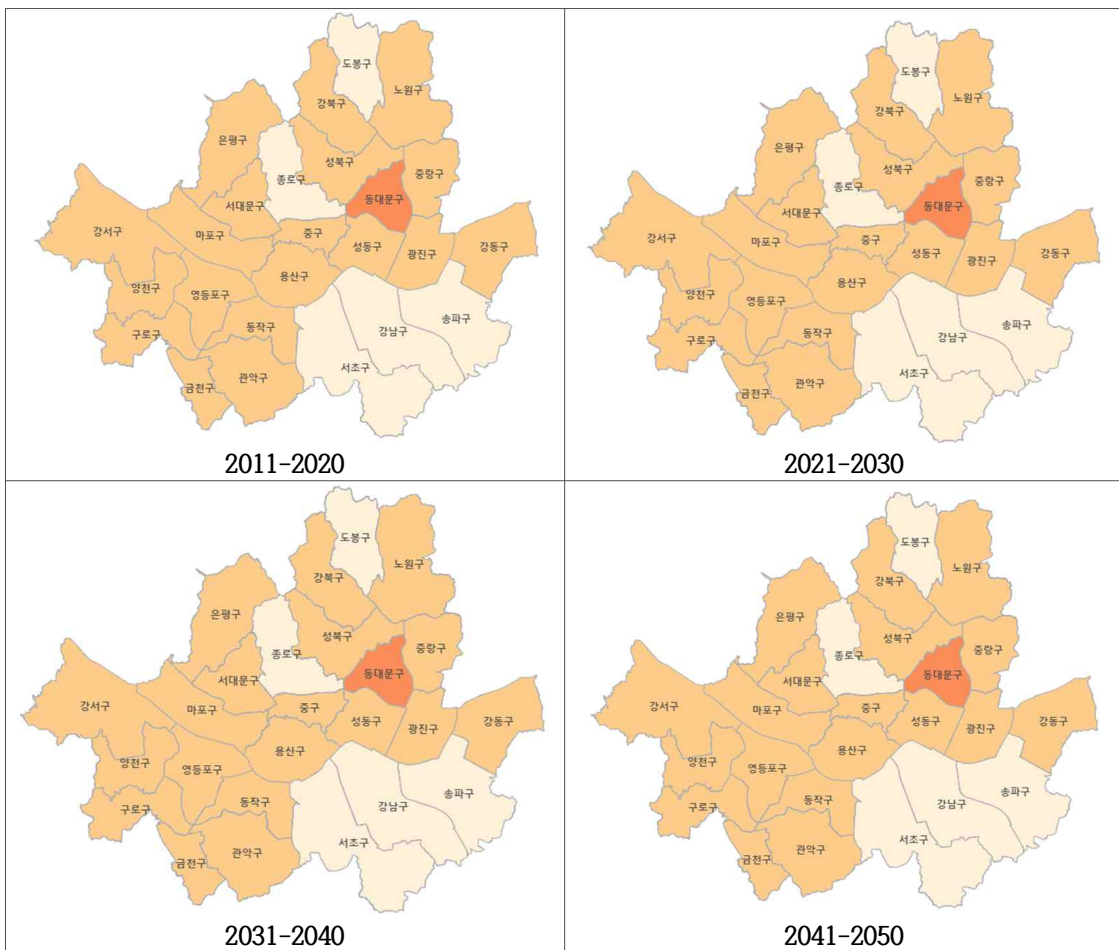 도봉구
노원구
강북구
은평구
성북구
중랑구
종로구
동대문구
서대문구
강서구
마포구
중구
성동구
광진구
강동구
용산구
양천구
영등포구
송파구
동작구
강남구
구로구
서초구
관악구
금천구
2011-2020
도봉구
노원구
강북구
은평구
성북구
중랑구
종로구
동대문구
서대문구
강서구
마포구
중구
성동구
광진구
강동구
용산구
양천구
영등포구
송파구
동작구
강남구
구로구
서초구
관악구
금천구
2021-2030
도봉구
노원구
강북구
은평구
성북구
중랑구
종로구
동대문구
서대문구
강서구
마포구
중구
성동구
광진구
강동구
용산구
양천구
영등포구
송파구
동작구
강남구
구로구
서초구
관악구
금천구
2031-2040
도봉구
노원구
강북구
은평구
성북구
중랑구
종로구
동대문구
서대문구
강서구
마포구
중구
성동구
광진구
강동구
용산구
양천구
영등포구
송파구
동작구
강남구
구로구
서초구
관악구
금천구
2041-2050